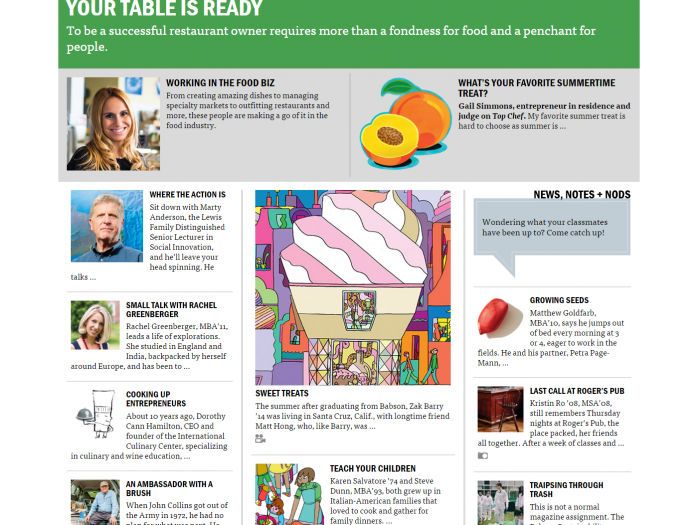 YOUR TABLE IS READY
To be a successful restaurant owner requires more than a fondness for food and a penchant for
people.
WORKING IN THE FOOD BIZ
From creating amazing dishes to managing
specialty markets to outfitting restaurants and
more, these people are making a go of it in the
food industry.
WHAT'S YOUR FAVORITE SUMMERTIME
TREAT?
Gail Simmons, entrepreneur in residence and
judge on Top Chef. My favorite summer treat is
hard to choose as summer is ...
WHERE THE ACTION IS
Sit down with Marty
Anderson, the Lewis
Family Distinguished
Senior Lecturer in
Social Innovation,
and he'll leave your
head spinning. He
talks ...
SMALL TALK WITH RACHEL
GREENBERGER
Rachel Greenberger, MBA'11,
leads a life of explorations.
She studied in England and
India, backpacked by herself
around Europe, and has been to ...
COOKING UP
ENTREPRENEURS
About 10 years ago, Dorothy
Cann Hamilton, CEO and
founder of the International
Culinary Center, specializing
in culinary and wine education, ...
AN AMBASSADOR WITH A
BRUSH
When John Collins got out of
the Army in 1972, he had no
plan for what was next. He
SWEET TREATS
The summer after graduating from Babson, Zak Barry
'14 was living in Santa Cruz, Calif., with longtime friend
Matt Hong, who, like Barry, was ...
TEACH YOUR CHILDREN
Karen Salvatore '74 and Steve
Dunn, MBA'93, both grew up in
Italian-American families that
loved to cook and gather for
family dinners. ...
NEWS, NOTES + NODS
Wondering what your classmates
have been up to? Come catch up!
GROWING SEEDS
Matthew Goldfarb,
MBA'10, says he jumps out
of bed every morning at 3
or 4, eager to work in the
fields. He and his partner, Petra Page-
Mann, ...
LAST CALL AT ROGER'S PUB
Kristin Ro '08, MSA'08,
still remembers Thursday
nights at Roger's Pub, the
place packed, her friends
all together. After a week of classes and ...
TRAIPSING THROUGH
TRASH
This is not a normal
magazine assignment. The